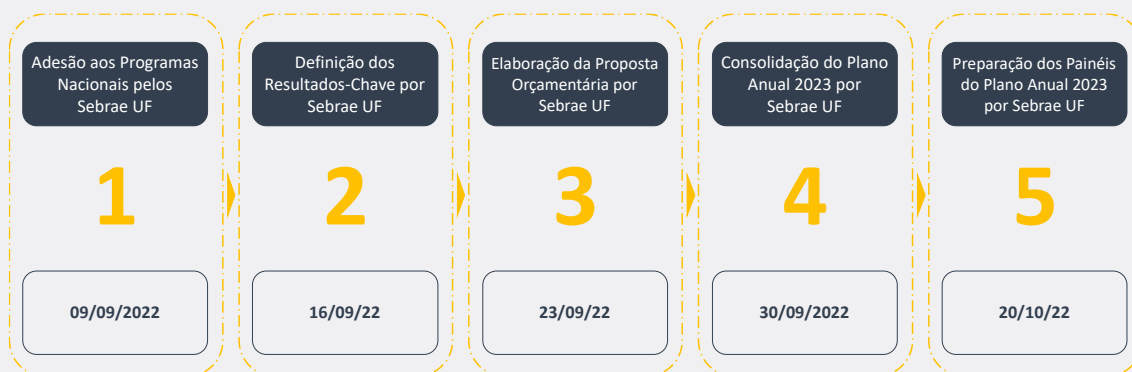 Adesão aos Programas
Nacionais pelos
Sebrae UF
1
09/09/2022
Definição dos
Resultados-Chave por
Sebrae UF
2
16/09/22
Elaboração da Proposta
Orçamentária por
Sebrae UF
3
23/09/22
Consolidação do Plano
Anual 2023 por
Sebrae UF
4
30/09/2022
Preparação dos Painéis
do Plano Anual 2023
por Sebrae UF
5
20/10/22